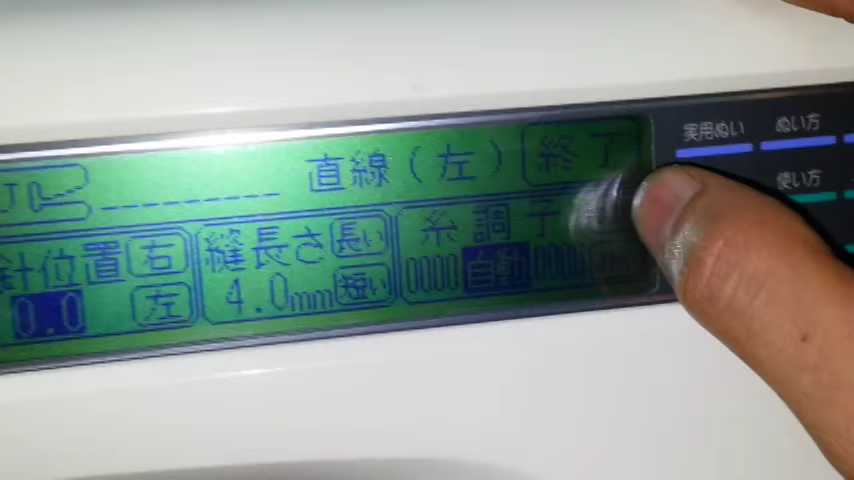 J 直線（左） 終了
針位置 右 縫長さ 長い 糸調子
0.0 左 4.0mm 短い 自動
実用ぬい ぬい方
使い方